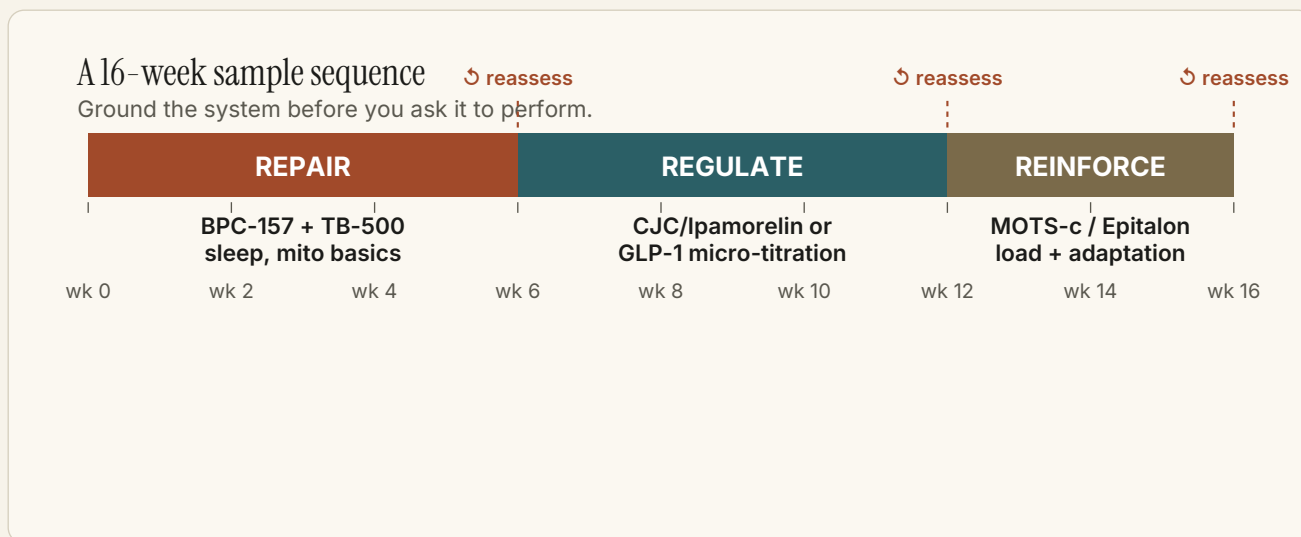 A 16-week sample sequence
↺ reassess
↺ reassess
↺ reassess
Ground the system before you ask it to perform.
REPAIR
REGULATE
REINFORCE
BPC-157 + TB-500
sleep, mito basics
CJC/Ipamorelin or
GLP-1 micro-titration
MOTS-c / Epitalon
load + adaptation
wk 0
wk 2
wk 4
wk 6
wk 8
wk 10
wk 12
wk 14
wk 16